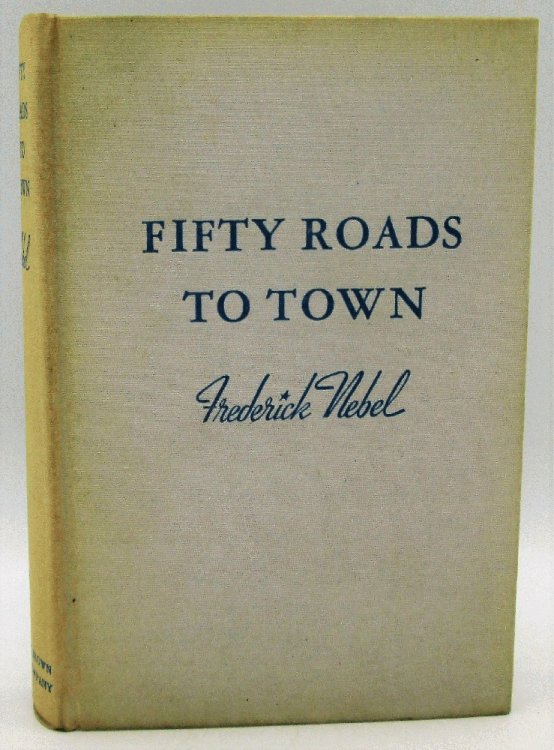 FIFTY ROADS
TO TOWN
Frederick Nebel